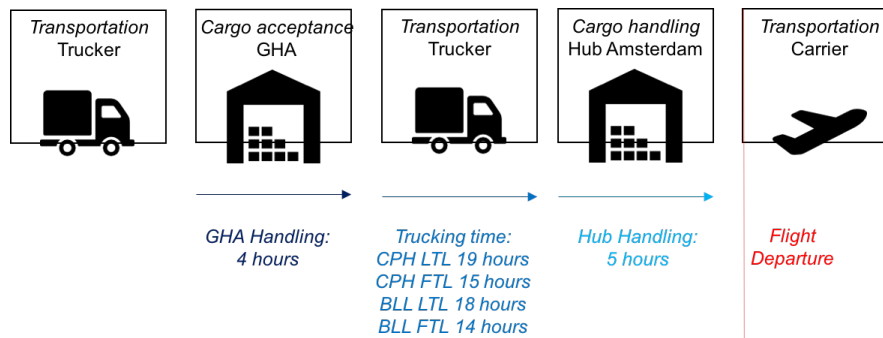 Transportation
Trucker
Cargo acceptance
GHA
Transportation
Trucker
Cargo handling
Hub Amsterdam
Transportation
Carrier
GHA Handling:
4 hours
Trucking time:
CPH LTL 19 hours
CPH FTL 15 hours
BLL LTL 18 hours
BLL FTL 14 hours
Hub Handling:
5 hours
Flight
Departure